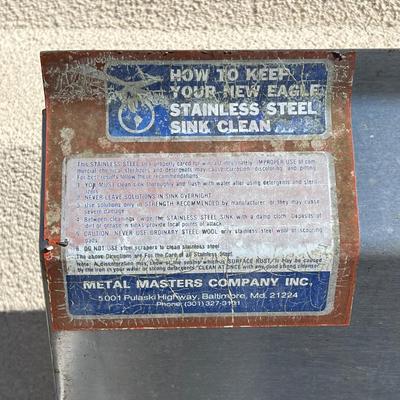 HOW TO KEEP
YOUR NEW EAGLE
STAINLESS STEEL
SINK CLEAN
This STAINLESS STEEL if properly cared for will last IMPROPER USE of com-
mercial chemical sterilizers and detergents may cause corrosion, discoloring, and pitting.
For best results follow these recommendations:
1. YOU MUST clean sink thoroughly and flush with water after using detergents and steril-
izers.
2. NEVER LEAVE SOLUTIONS IN SINK OVERNIGHT.
3. Use solutions only in STRENGTH RECOMMENDED by manufacturer, or they may cause
severe damage.
4. Between cleanings wipe the STAINLESS STEEL SINK with a damp cloth. Deposits of
dirt or grease in sinks provide focal points of attack.
5. CAUTION: NEVER USE ORDINARY STEEL WOOL only stainless steel wool or scouring
pads.
6. DO NOT USE steel scrapers to clean stainless steel
The above Directions are For the Care of all Stainless Steel.
Note: A discoloration may show on the which is SURFACE RUST. It may be caused
by the iron in your water or strong detergents. CLEAN AT ONCE with any good strong cleanser.
METAL MASTERS COMPANY INC.
5001 Pulaski Highway, Baltimore, Md. 21224
Phone: (301) 327-3131